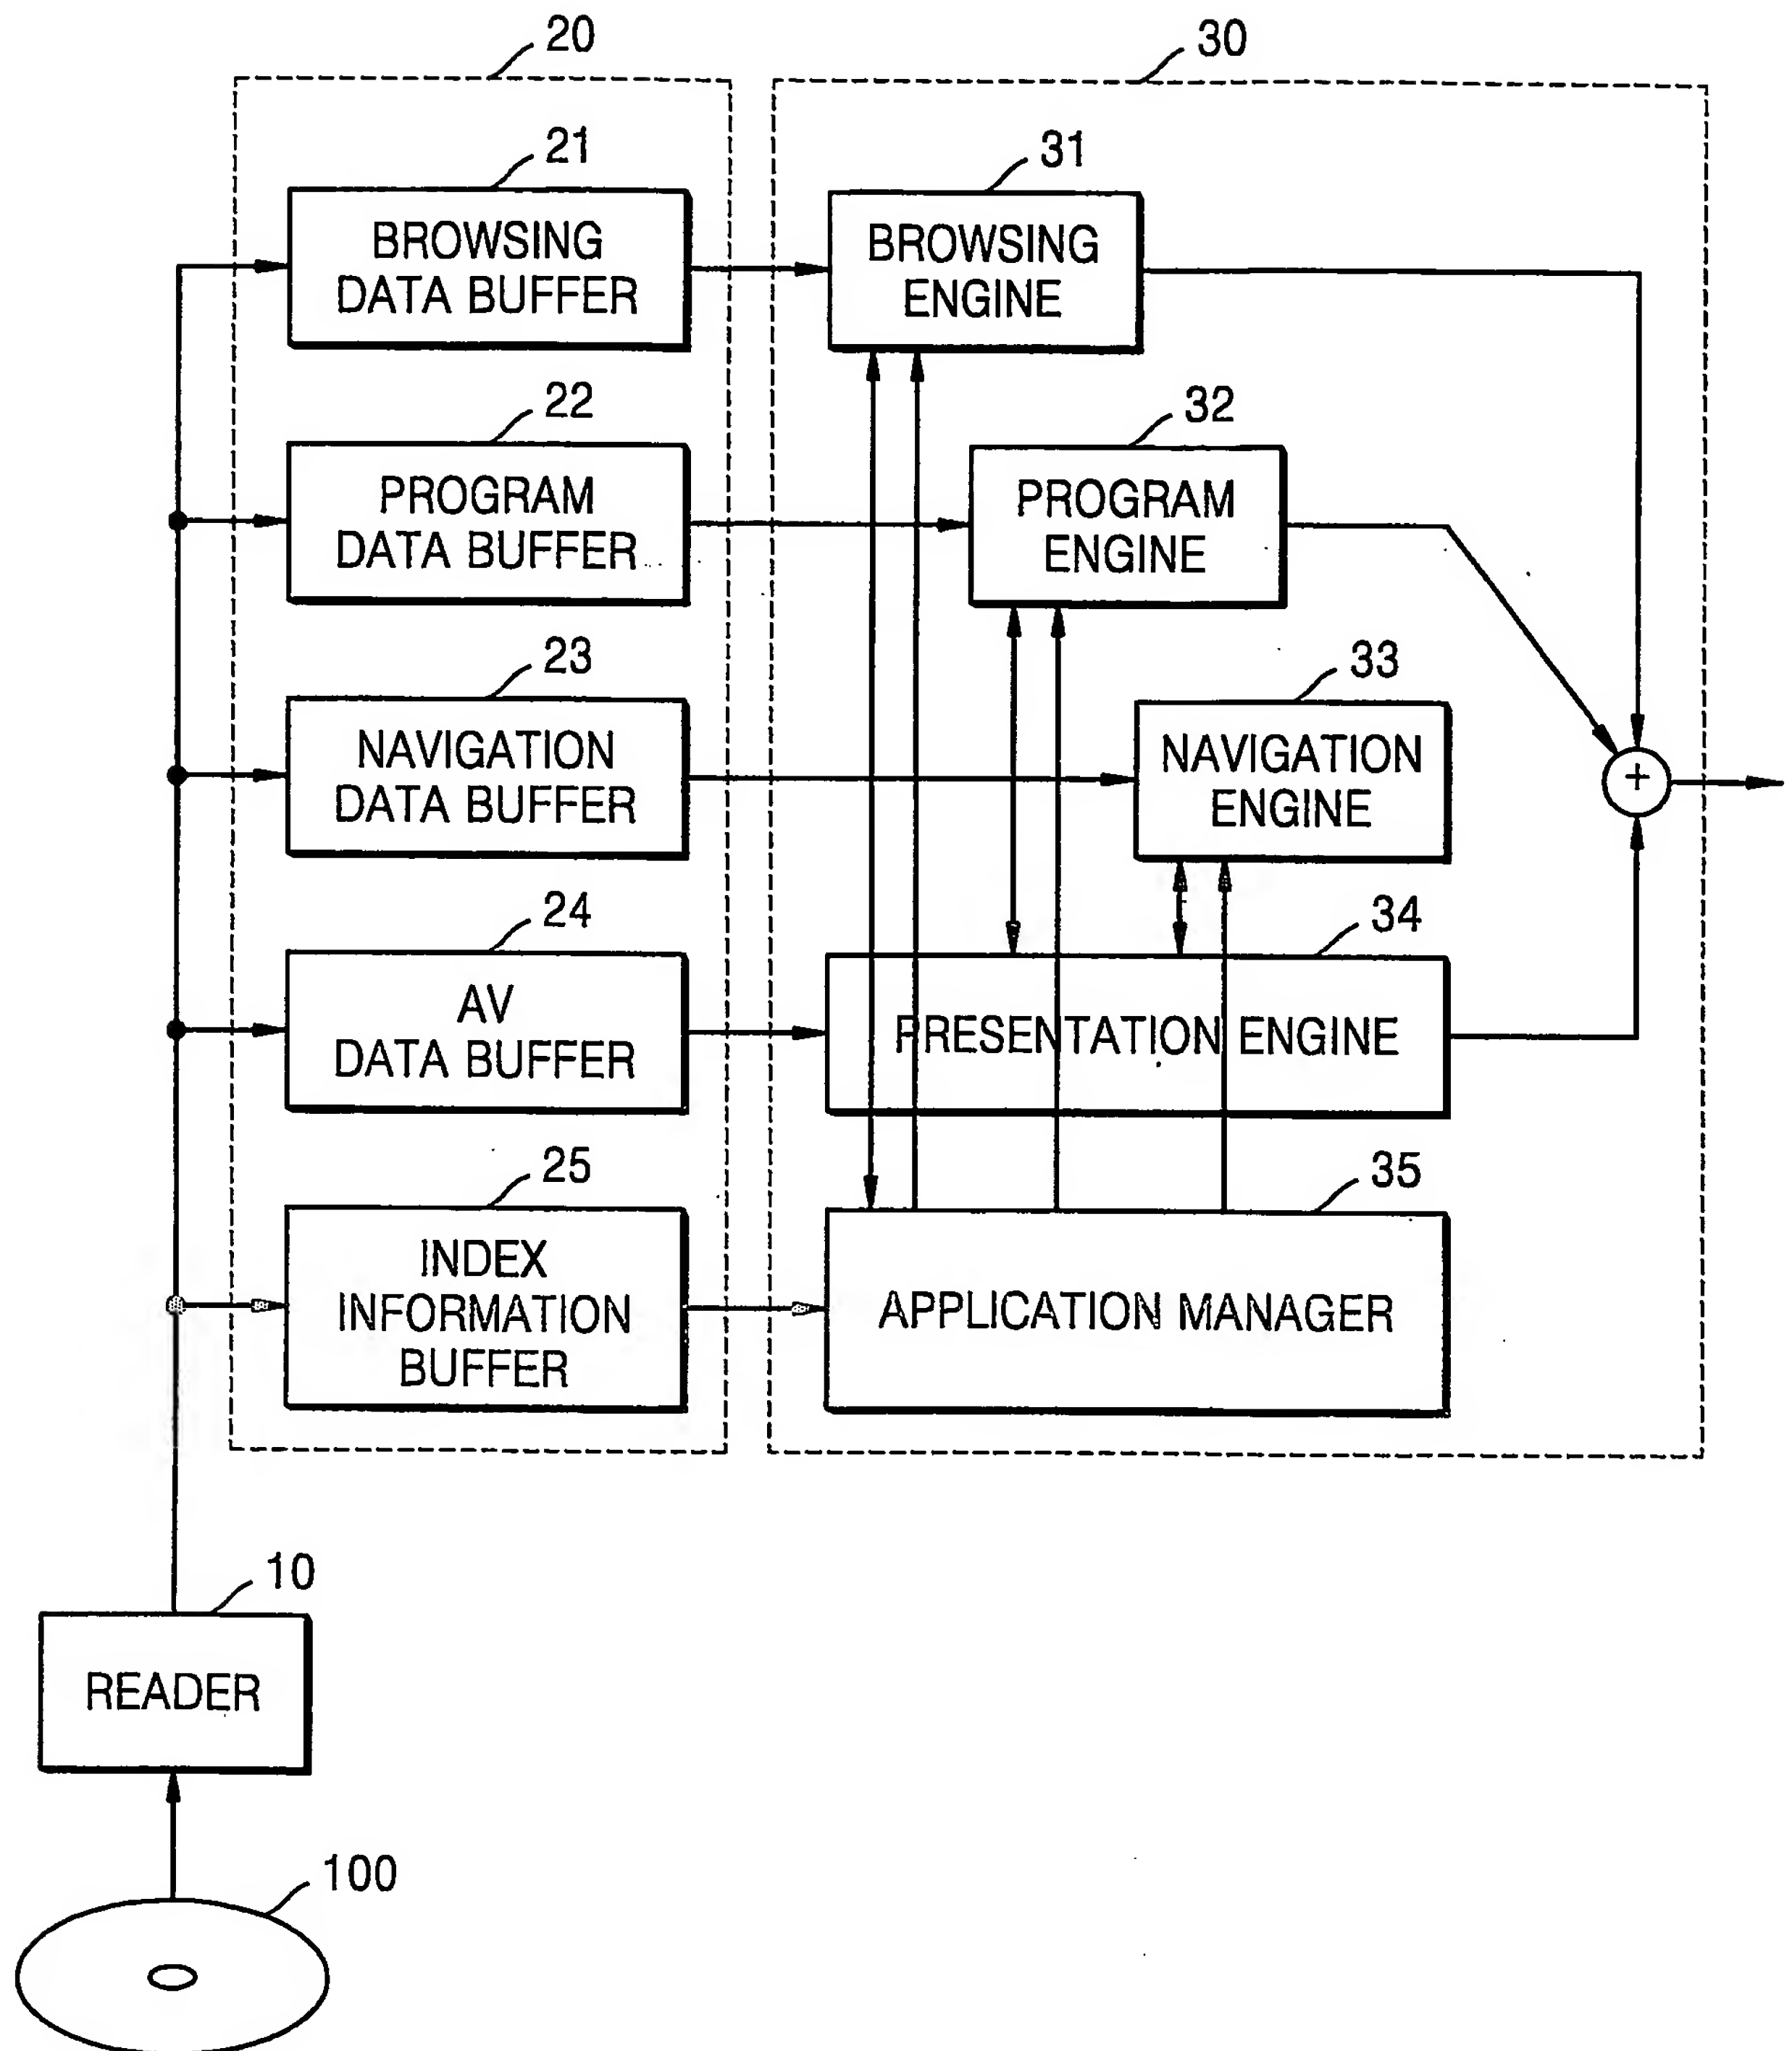 20
30
21
31
BROWSING
DATA BUFFER
BROWSING
ENGINE
22
32
PROGRAM
DATA BUFFER
PROGRAM
ENGINE
23
33
NAVIGATION
DATA BUFFER
NAVIGATION
ENGINE
+
24
34
AV
DATA BUFFER
PRESENTATION ENGINE
25
35
INDEX
INFORMATION
BUFFER
APPLICATION MANAGER
10
READER
100